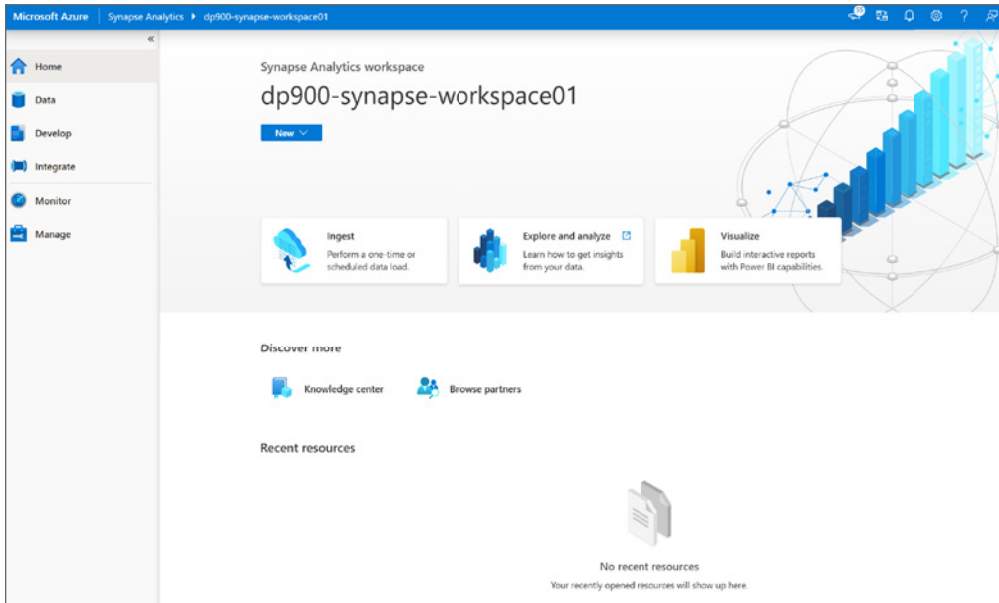 Microsoft Azure | Synapse Analytics ▸ dp900-synapse-workspace01
«
Home
Data
Develop
Integrate
Monitor
Manage
Synapse Analytics workspace
dp900-synapse-workspace01
New
Ingest
Perform a one-time or
scheduled data load.
Explore and analyze
Learn how to get insights
from your data.
Visualize
Build interactive reports
with Power BI capabilities.
Discover more
Knowledge center
Browse partners
Recent resources
No recent resources
Your recently opened resources will show up here.